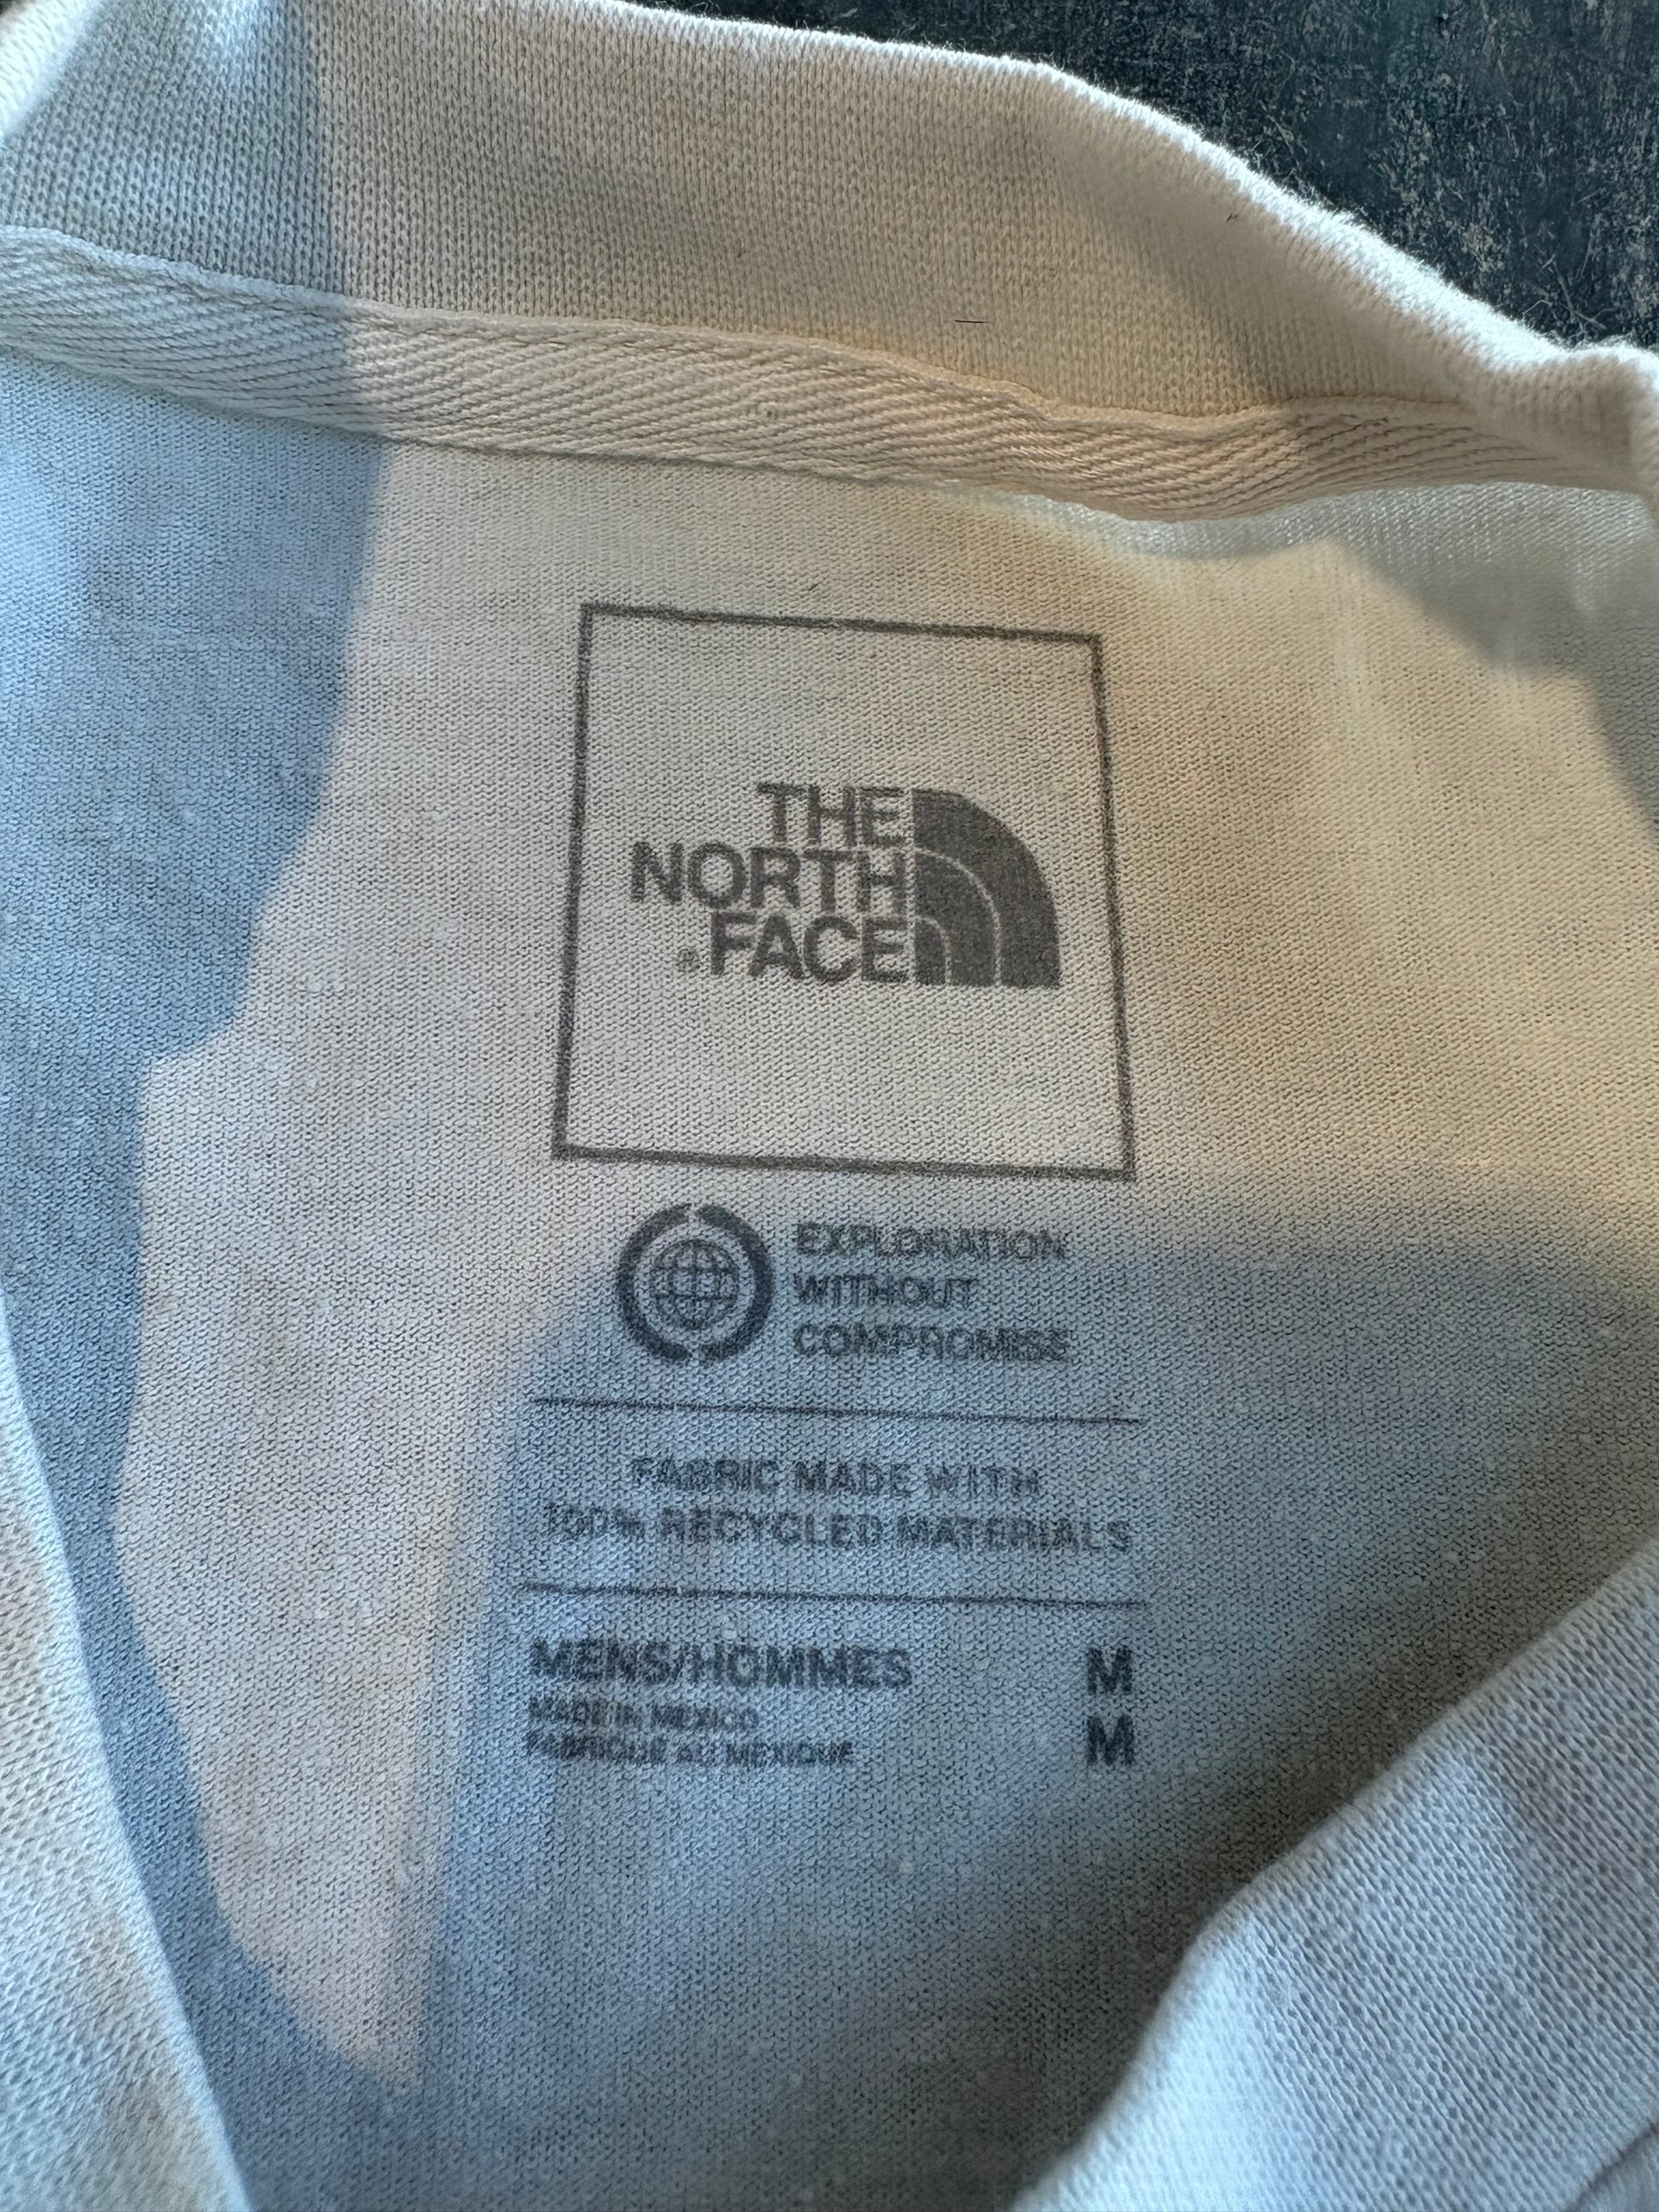 THE
NORTH
FACE
EXPLORATION
WITHOUT
COMPROMISE
FABRIC MADE WITH
100% RECYCLED MATERIALS
MENS/HOMMES M
MADE IN MEXICO
FABRIQUÉ AU MEXIQUE M